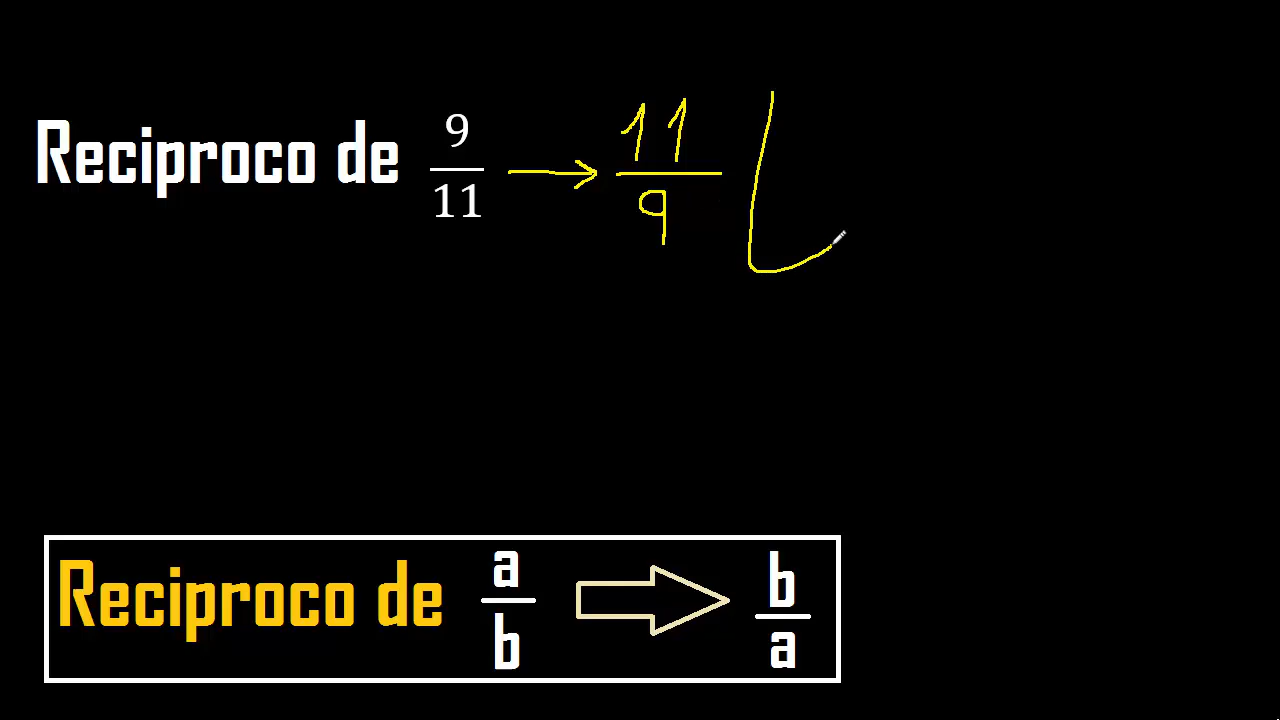 Reciproco de 9/11 → 11/9
Reciproco de a/b ⇒ b/a